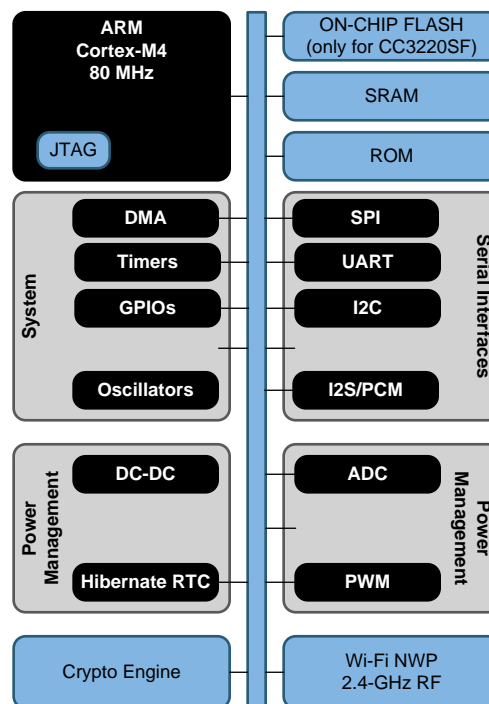 ARM
Cortex-M4
80 MHz
JTAG
ON-CHIP FLASH
(only for CC3220SF)
SRAM
ROM
System
DMA
Timers
GPIOs
Oscillators
SPI
UART
I2C
I2S/PCM
Serial Interfaces
Power
Management
DC-DC
Hibernate RTC
ADC
PWM
Power
Management
Crypto Engine
Wi-Fi NWP
2.4-GHz RF